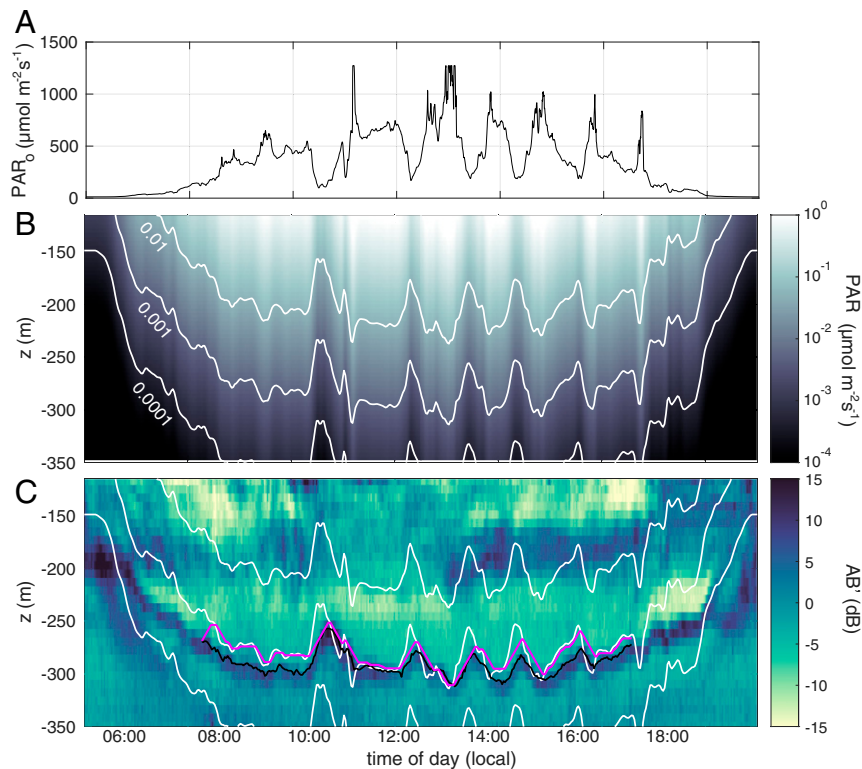 A
1500
1000
500
0
PAR₀ (µmol m⁻²s⁻¹)
B
-150
-200
-250
-300
-350
z (m)
0.01
0.001
0.0001
10⁰
10⁻¹
10⁻²
10⁻³
10⁻⁴
PAR (µmol m⁻²s⁻¹)
C
-150
-200
-250
-300
-350
z (m)
15
10
5
0
-5
-10
-15
AB' (dB)
06:00 08:00 10:00 12:00 14:00 16:00 18:00
time of day (local)